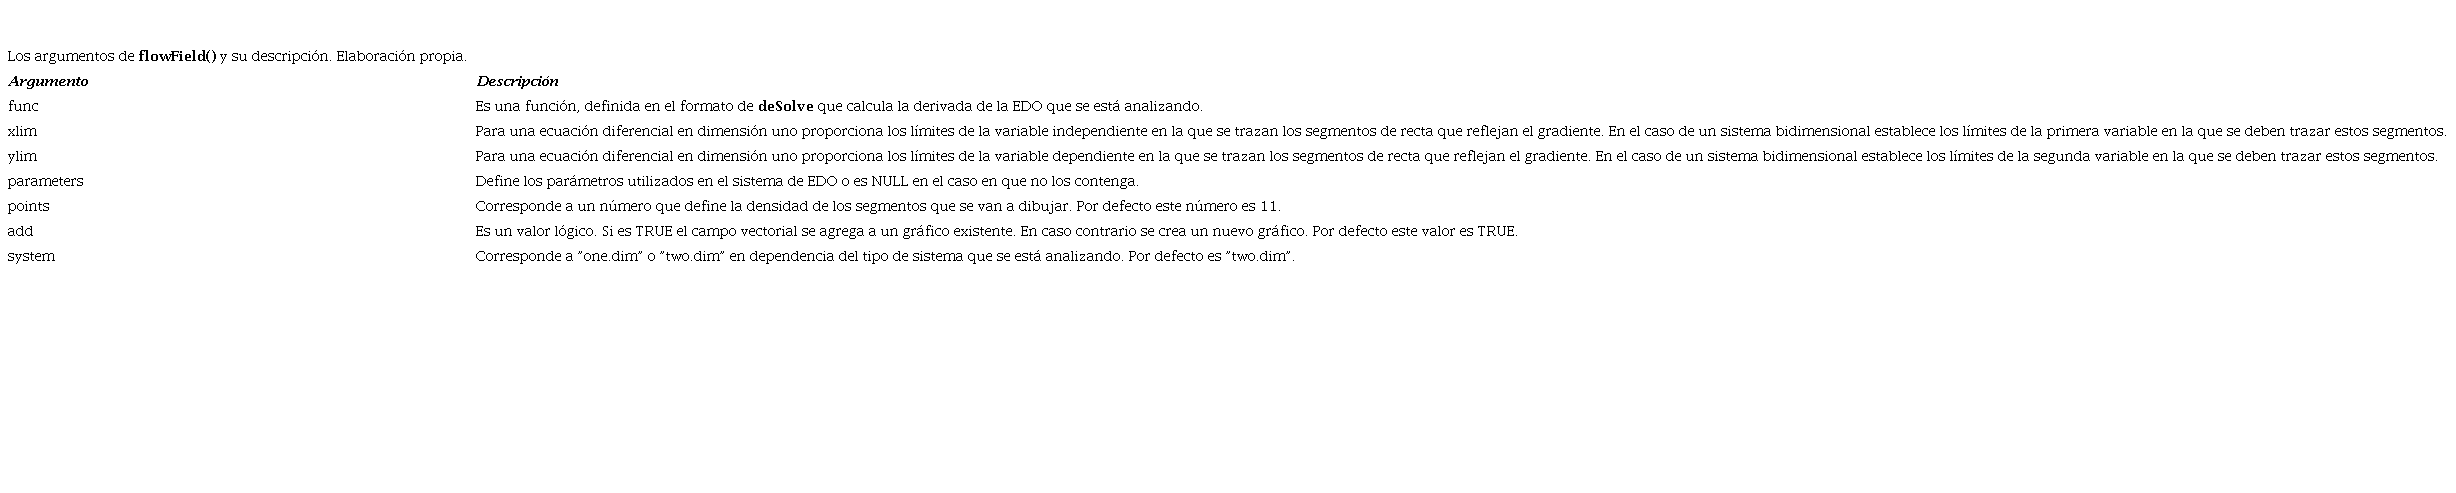 Los argumentos de flowField() y su descripción. Elaboración propia.
Argumento Descripción
func Es una función, definida en el formato de deSolve que calcula la derivada de la EDO que se está analizando.
xlim Para una ecuación diferencial en dimensión uno proporciona los límites de la variable independiente en la que se trazan los segmentos de recta que reflejan el gradiente. En el caso de un sistema bidimensional establece los límites de la primera variable en la que se deben trazar estos segmentos.
ylim Para una ecuación diferencial en dimensión uno proporciona los límites de la variable dependiente en la que se trazan los segmentos de recta que reflejan el gradiente. En el caso de un sistema bidimensional establece los límites de la segunda variable en la que se deben trazar estos segmentos.
parameters Define los parámetros utilizados en el sistema de EDO o es NULL en el caso en que no los contenga.
points Corresponde a un número que define la densidad de los segmentos que se van a dibujar. Por defecto este número es 11.
add Es un valor lógico. Si es TRUE el campo vectorial se agrega a un gráfico existente. En caso contrario se crea un nuevo gráfico. Por defecto este valor es TRUE.
system Corresponde a "one.dim" o "two.dim" en dependencia del tipo de sistema que se está analizando. Por defecto es "two.dim".